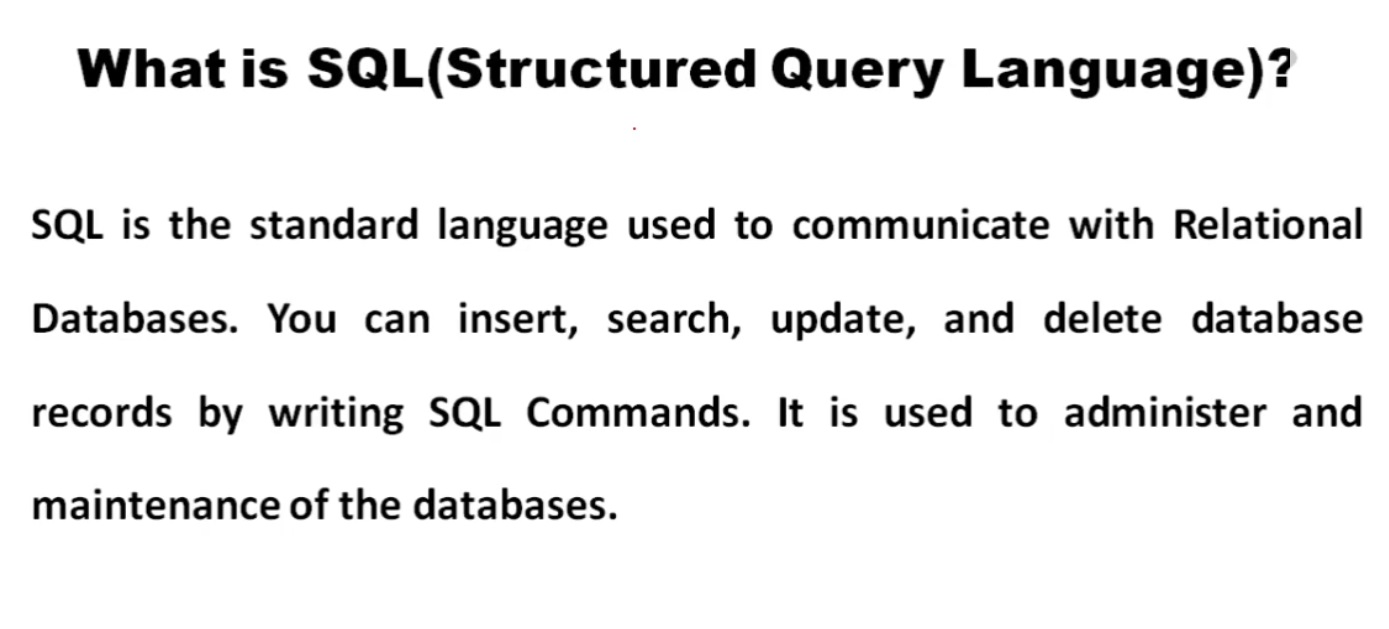 What is SQL(Structured Query Language)?
SQL is the standard language used to communicate with Relational
Databases. You can insert, search, update, and delete database
records by writing SQL Commands. It is used to administer and
maintenance of the databases.